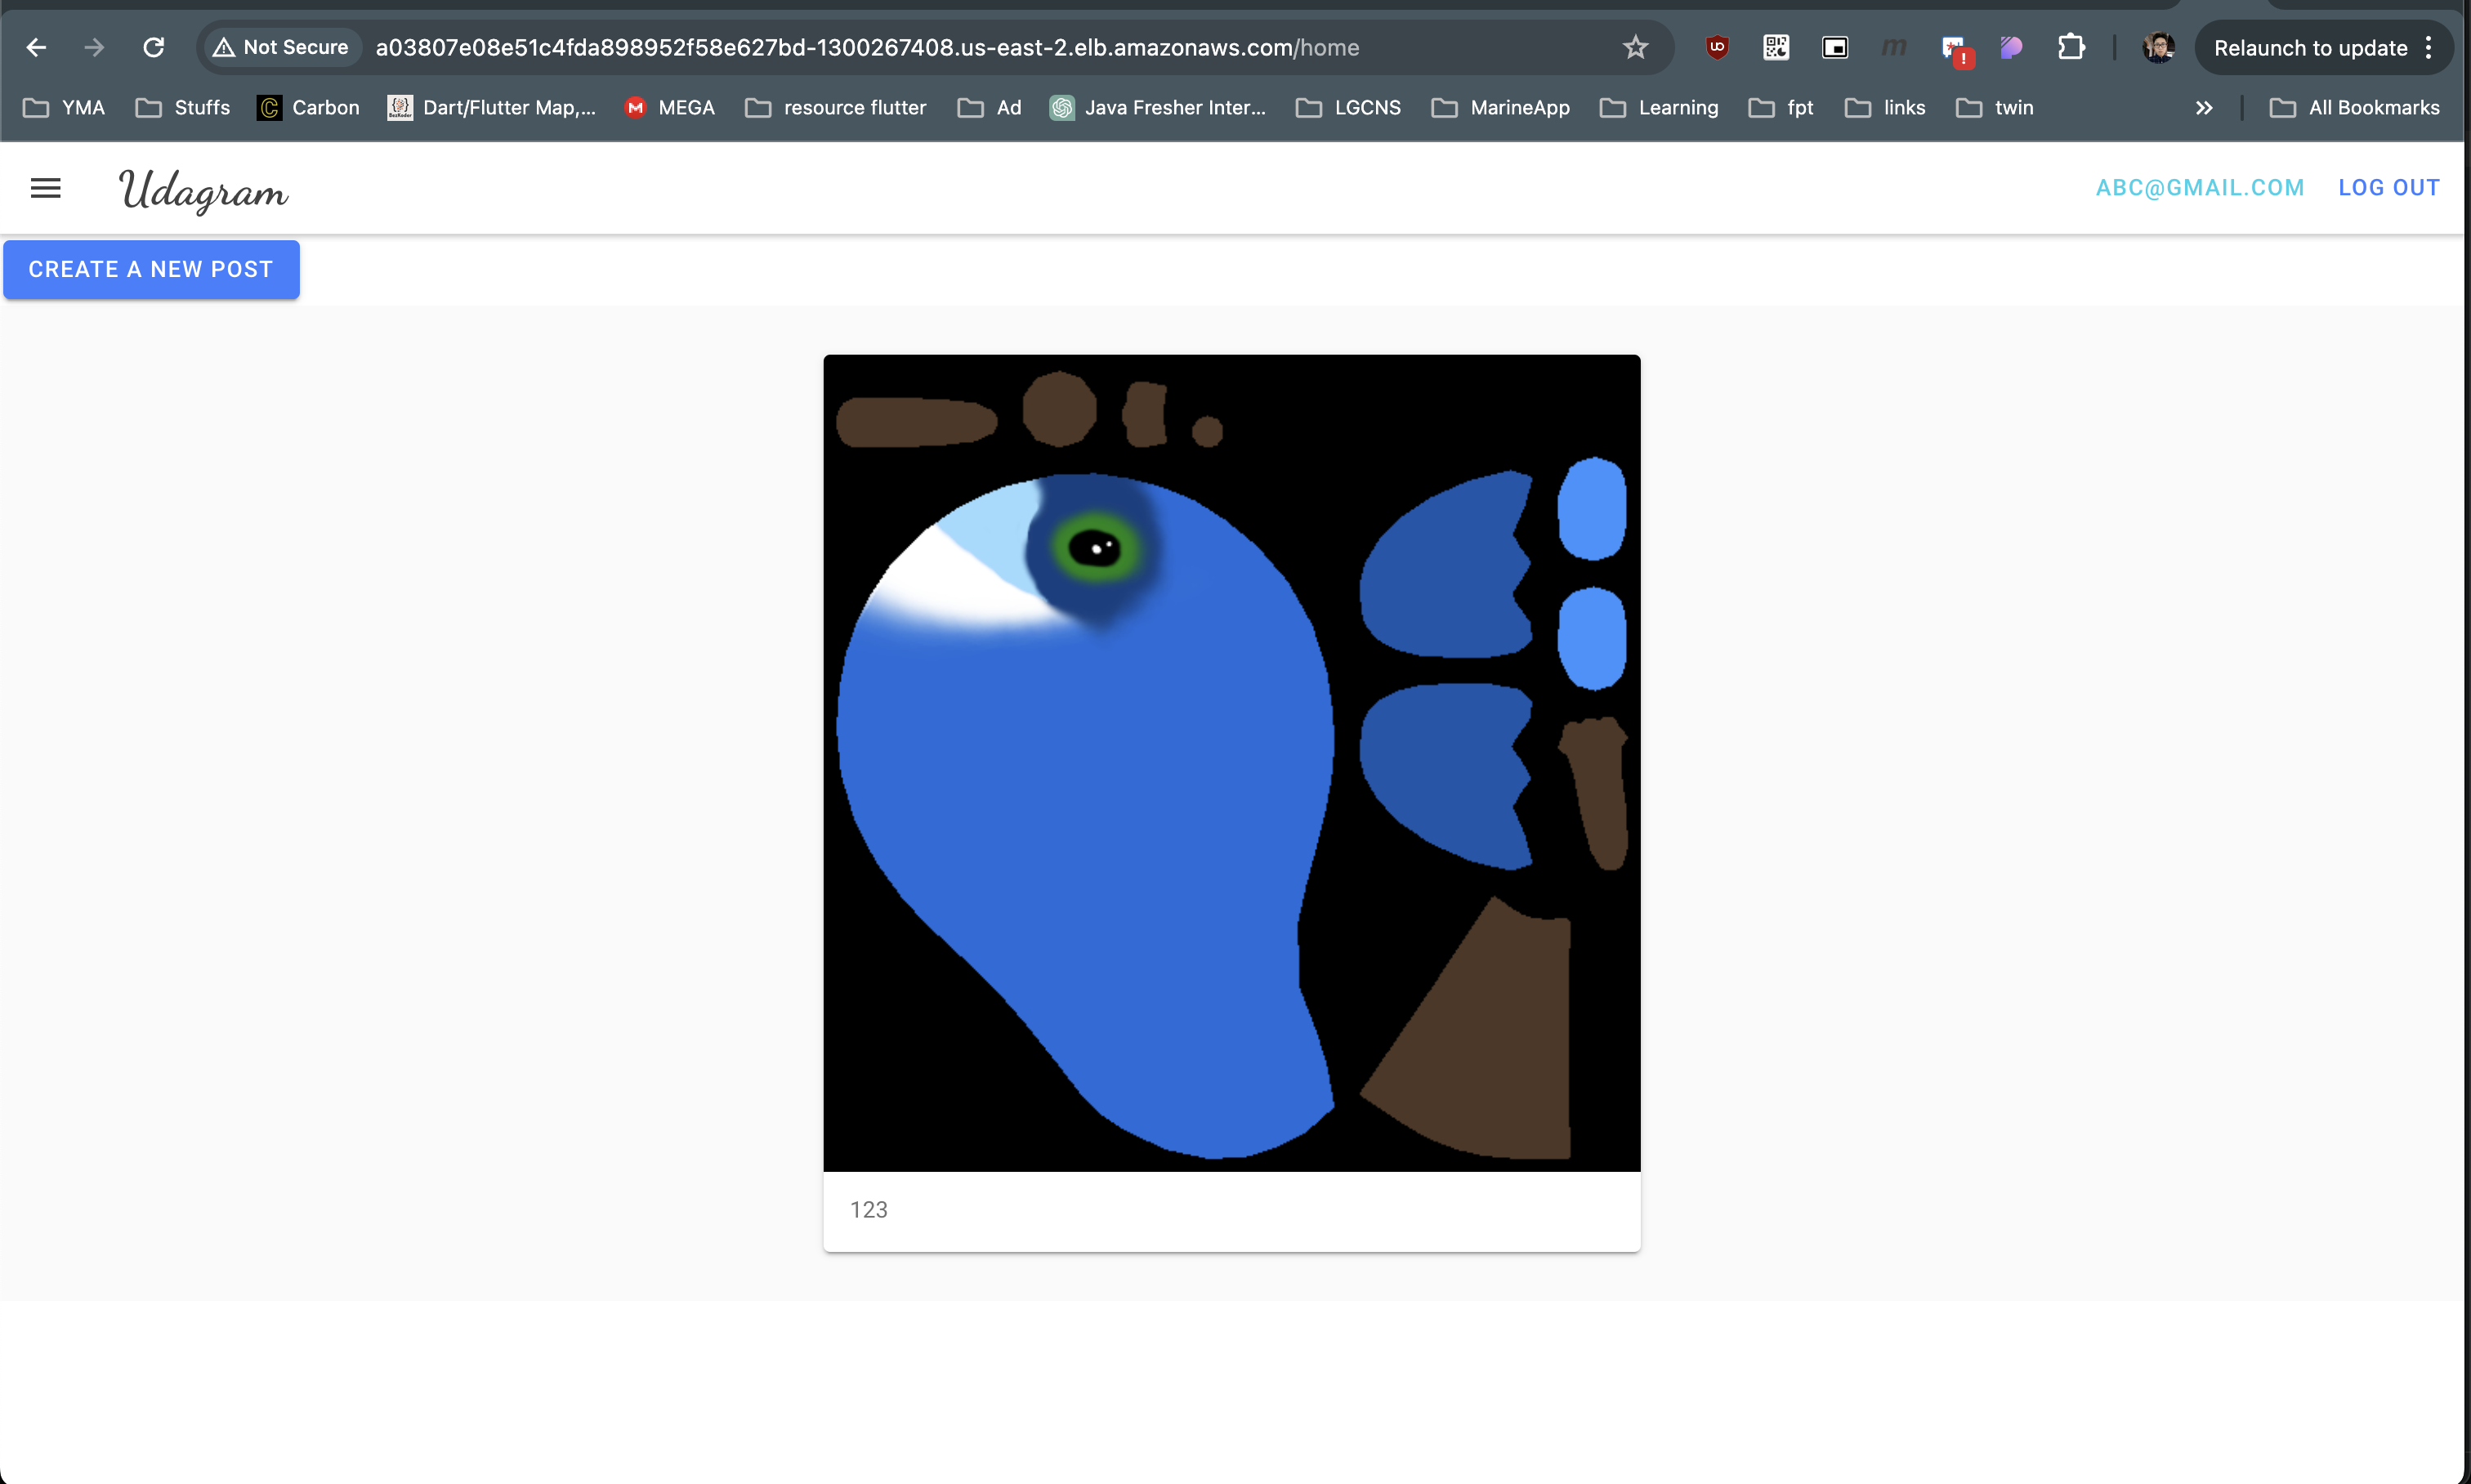 Not Secure a03807e08e51c4fda898952f58e627bd-1300267408.us-east-2.elb.amazonaws.com/home Relaunch to update
YMA Stuffs Carbon Dart/Flutter Map,... MEGA resource flutter Ad Java Fresher Inter... LGCNS MarineApp Learning fpt links twin All Bookmarks
Udagram ABC@GMAIL.COM LOG OUT
CREATE A NEW POST
123